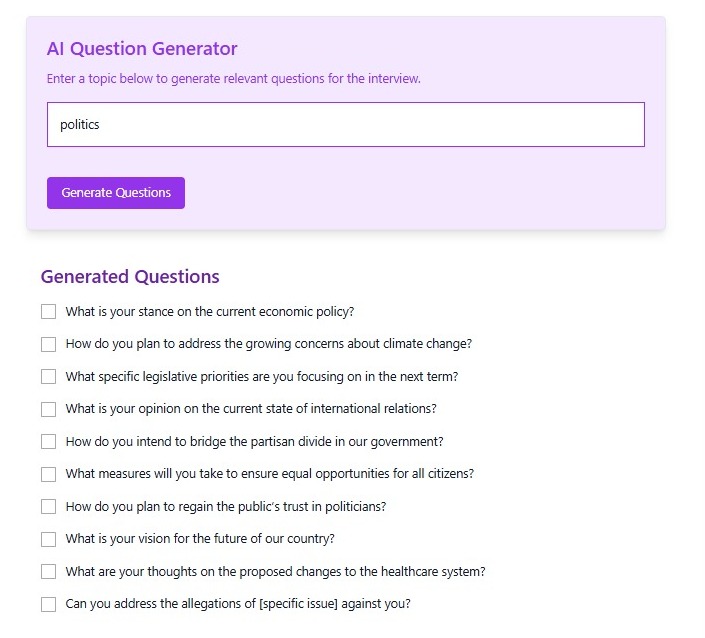 AI Question Generator
Enter a topic below to generate relevant questions for the interview.
politics
Generate Questions
Generated Questions
What is your stance on the current economic policy?
How do you plan to address the growing concerns about climate change?
What specific legislative priorities are you focusing on in the next term?
What is your opinion on the current state of international relations?
How do you intend to bridge the partisan divide in our government?
What measures will you take to ensure equal opportunities for all citizens?
How do you plan to regain the public's trust in politicians?
What is your vision for the future of our country?
What are your thoughts on the proposed changes to the healthcare system?
Can you address the allegations of [specific issue] against you?